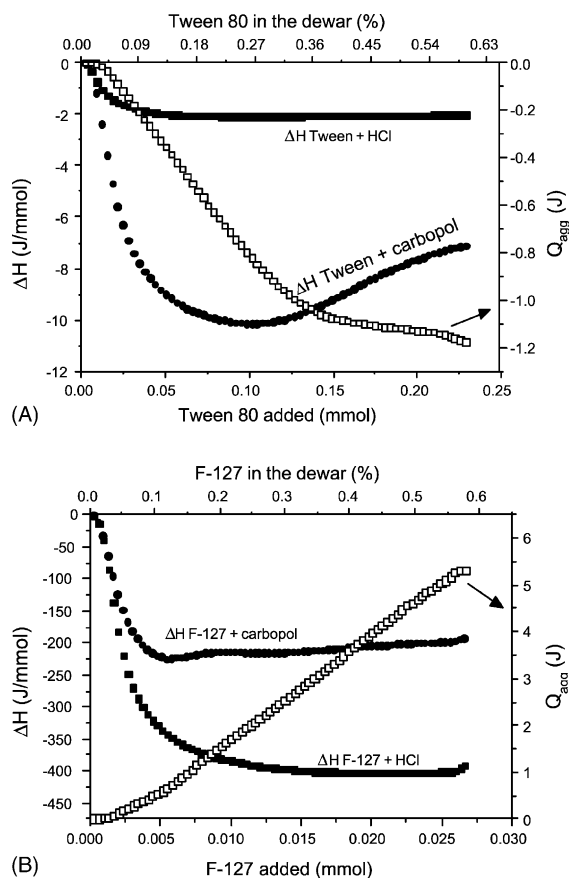 Tween 80 in the dewar (%)
0.00 0.09 0.18 0.27 0.36 0.45 0.54 0.63
0
-2
-4
-6
-8
-10
-12
ΔH (J/mmol)
ΔH Tween + HCl
ΔH Tween + carbopol
0.0
-0.2
-0.4
-0.6
-0.8
-1.0
-1.2
Qagg (J)
0.00 0.05 0.10 0.15 0.20 0.25
(A)
Tween 80 added (mmol)
F-127 in the dewar (%)
0.0 0.1 0.2 0.3 0.4 0.5 0.6
0
-50
-100
-150
-200
-250
-300
-350
-400
-450
ΔH (J/mmol)
ΔH F-127 + carbopol
ΔH F-127 + HCl
6
5
4
3
2
1
0
Qagg (J)
0.000 0.005 0.010 0.015 0.020 0.025 0.030
(B)
F-127 added (mmol)